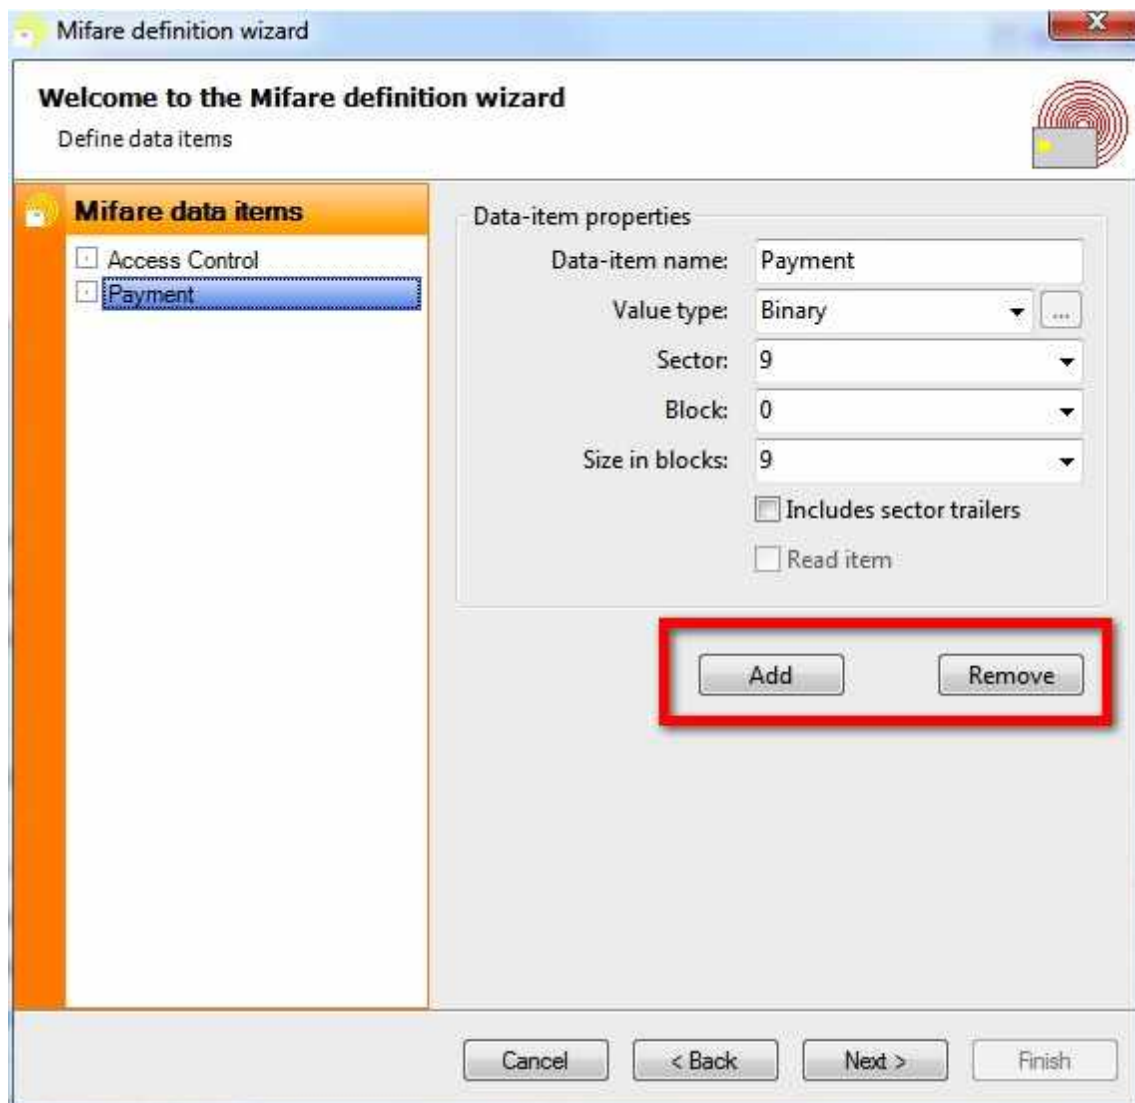 Mifare definition wizard
Welcome to the Mifare definition wizard
Define data items
Mifare data items
Access Control
Payment
Data-item properties
Data-item name: Payment
Value type: Binary ...
Sector: 9
Block: 0
Size in blocks: 9
Includes sector trailers
Read item
Add Remove
Cancel < Back Next > Finish